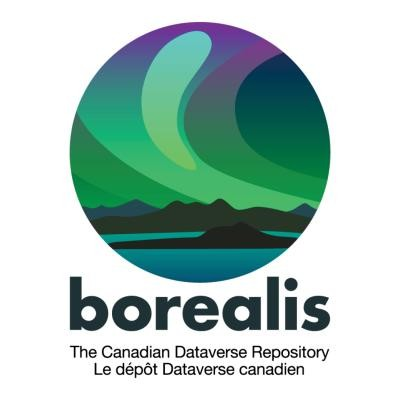 borealis
The Canadian Dataverse Repository
Le dépôt Dataverse canadien